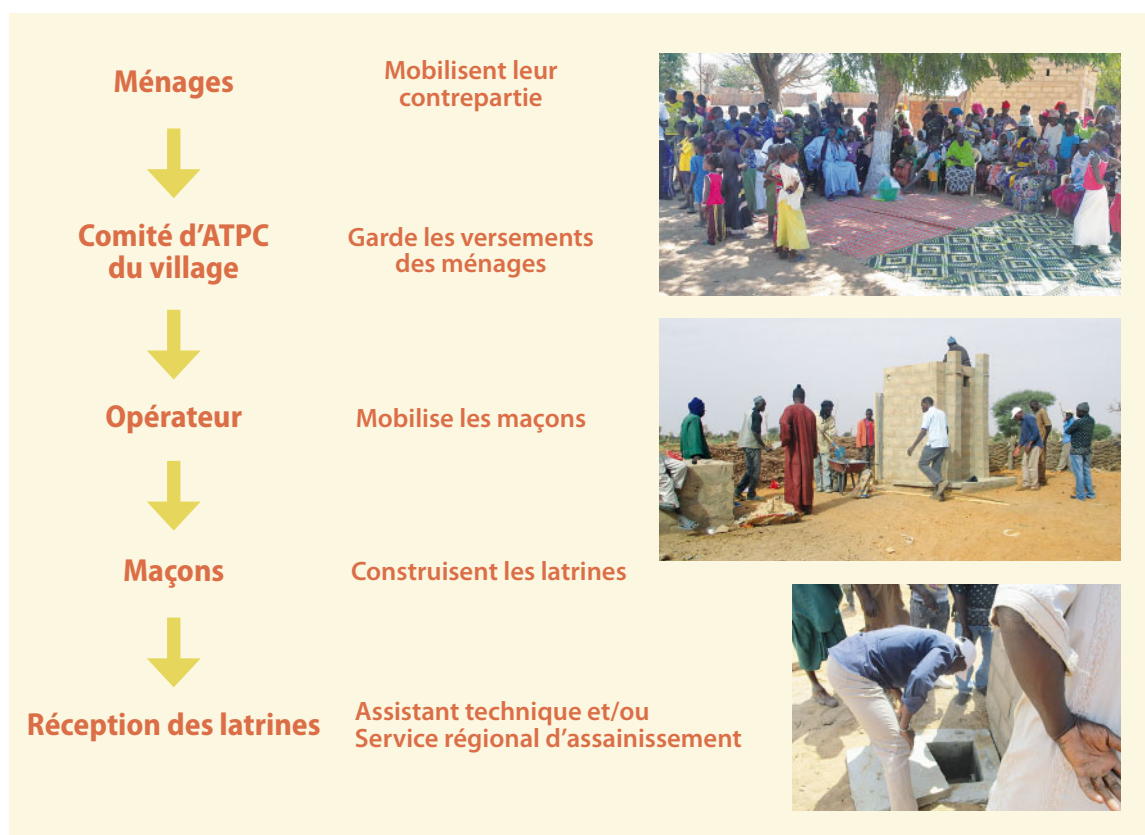 Ménages
Mobilisent leur
contrepartie
Comité d'ATPC
du village
Garde les versements
des ménages
Opérateur
Mobilise les maçons
Maçons
Construisent les latrines
Réception des latrines
Assistant technique et/ou
Service régional d'assainissement